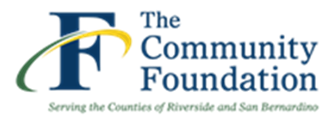 F
The
Community
Foundation
Serving the Counties of Riverside and San Bernardino